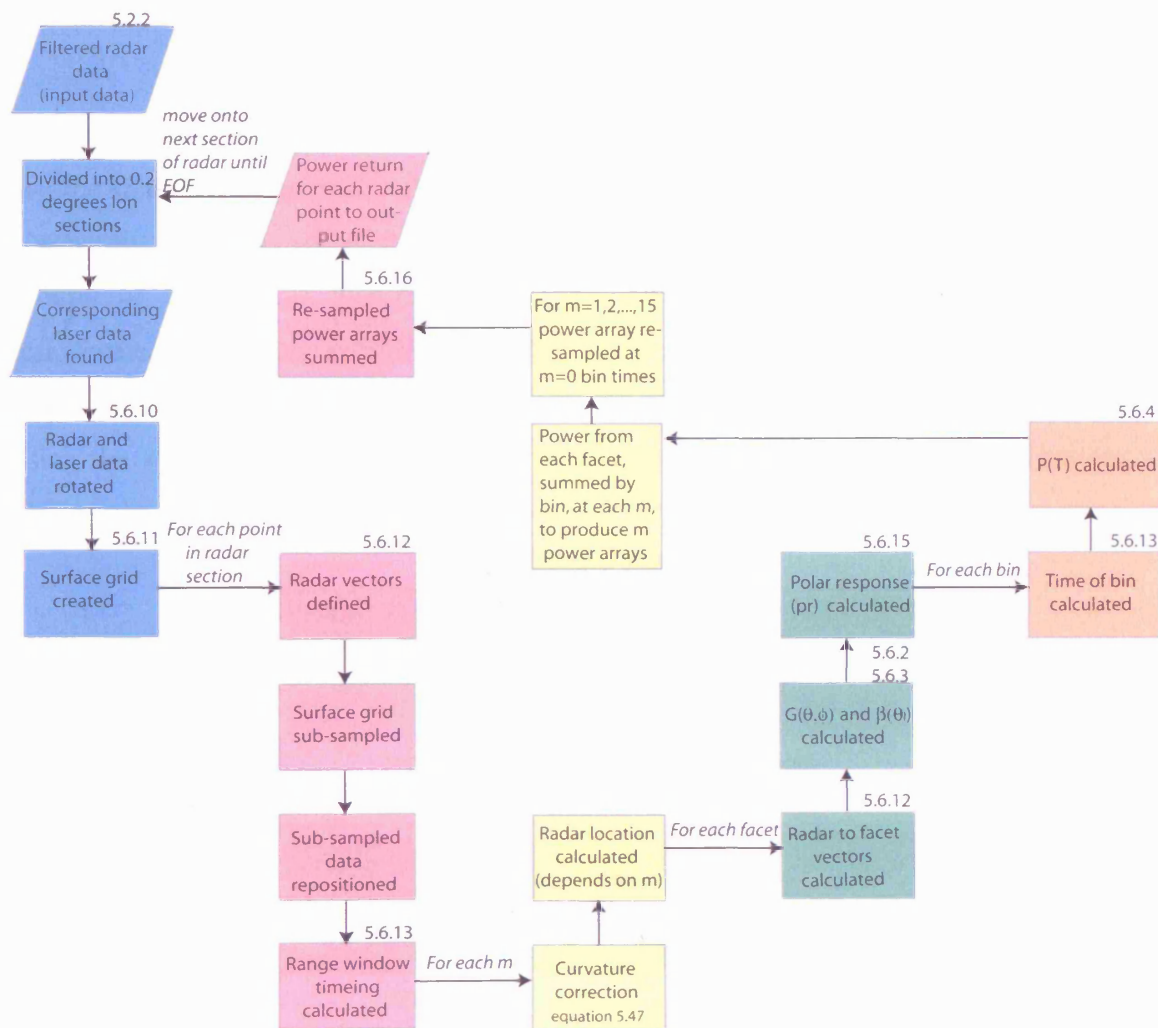 5.2.2
Filtered radar
data
(input data)
move onto
next section
of radar until
EOF
Divided into 0.2
degrees lon
sections
Power return
for each radar
point to out-
put file
5.6.16
Corresponding
laser data
found
Re-sampled
power arrays
summed
For m=1,2,...,15
power array re-
sampled at
m=0 bin times
5.6.10
Radar and
laser data
rotated
Power from
each facet,
summed by
bin, at each m,
to produce m
power arrays
5.6.4
P(T) calculated
5.6.11
Surface grid
created
For each point
in radar
section
5.6.12
Radar vectors
defined
5.6.15
Polar response
(pr) calculated
For each bin
5.6.13
Time of bin
calculated
5.6.2
5.6.3
Surface grid
sub-sampled
G(θ,φ) and β(θ)
calculated
5.6.12
Sub-sampled
data
repositioned
Radar location
calculated
(depends on m)
For each facet
Radar to facet
vectors
calculated
5.6.13
Range window
timeing
calculated
For each m
Curvature
correction
equation 5.47